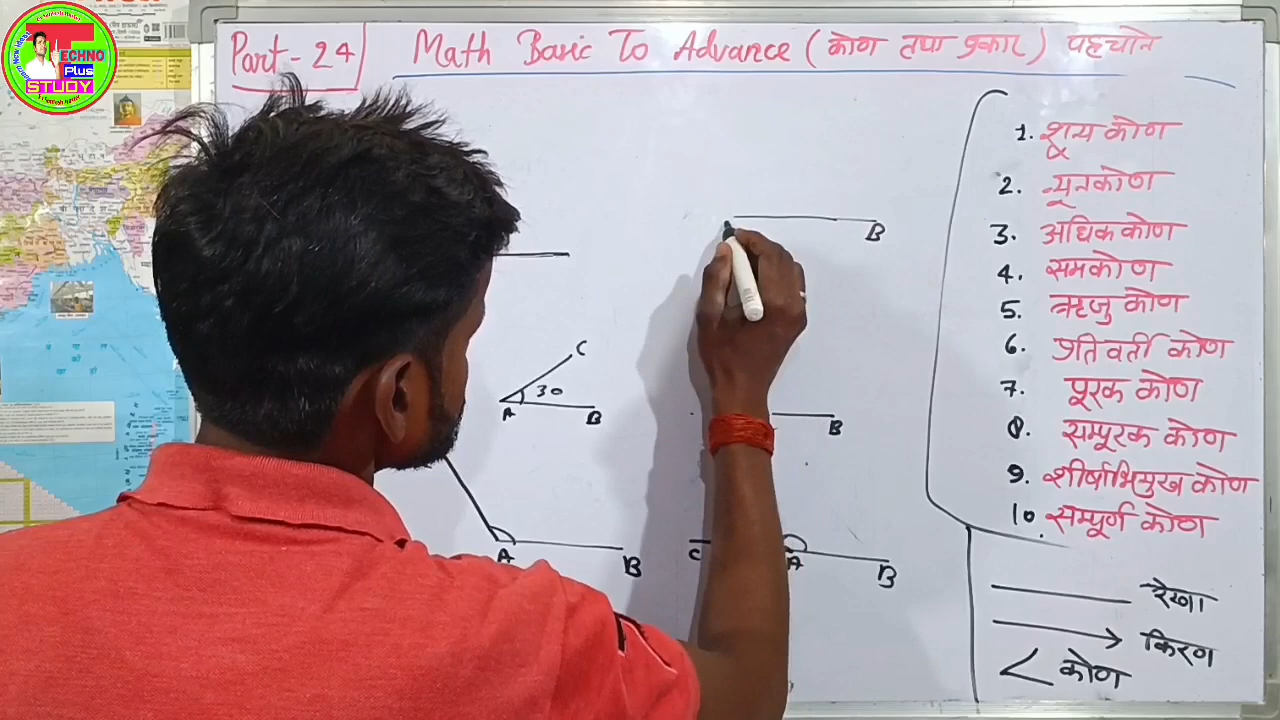 TECHNO
Plus
STUDY
Part - 24
Math Basic To Advance (कोण तथा प्रकार) पहचाने
1. शून्य कोण
2. न्यूनकोण
3. अधिक कोण
4. समकोण
5. ऋजु कोण
6. प्रतिवर्ती कोण
7. पूरक कोण
8. सम्पूरक कोण
9. शीर्षाभिमुख कोण
10. सम्पूर्ण कोण
रेखा
किरण
< कोण
B
C
30
A B
B
A B
C A B